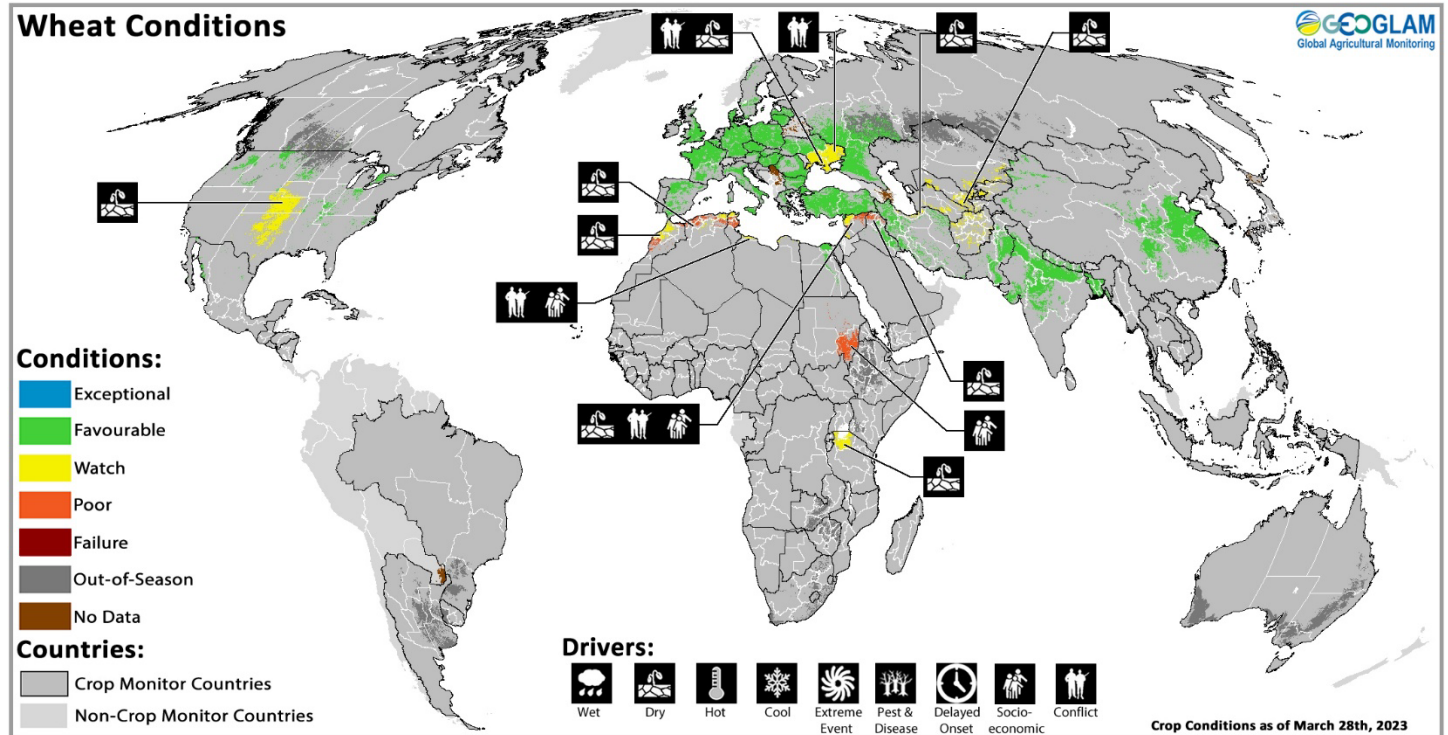 Wheat Conditions
GEOGLAM
Global Agricultural Monitoring
Conditions:
Exceptional
Favourable
Watch
Poor
Failure
Out-of-Season
No Data
Countries:
Crop Monitor Countries
Non-Crop Monitor Countries
Drivers:
Wet
Dry
Hot
Cool
Extreme
Event
Pest &
Disease
Delayed
Onset
Socio-
economic
Conflict
Crop Conditions as of March 28th, 2023